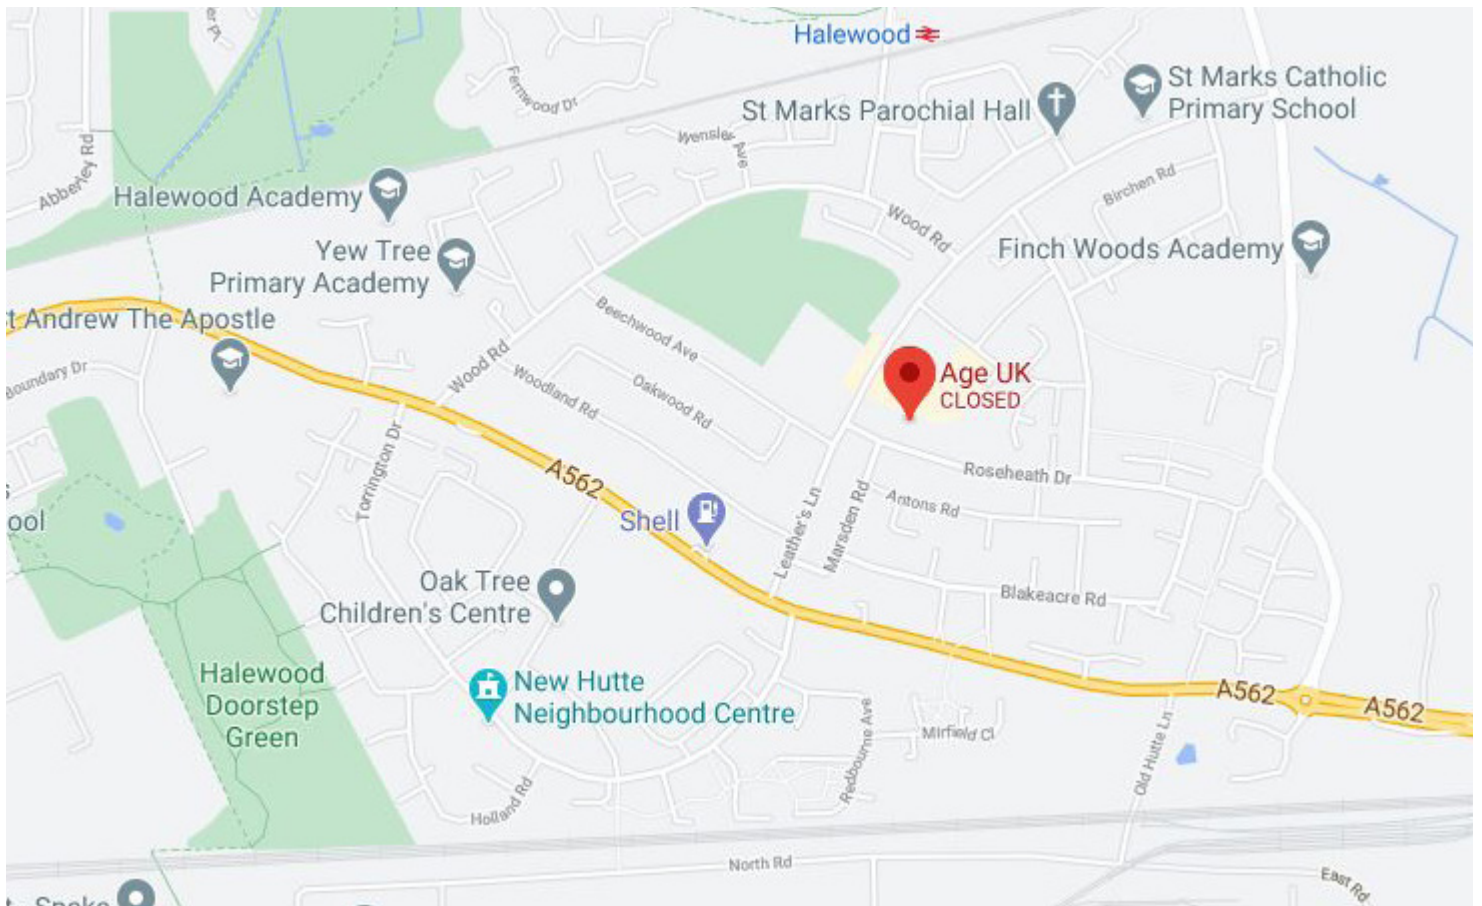 Halewood
St Marks Catholic
Primary School
St Marks Parochial Hall
Fernwood Dr
Wensley Ave
Abberley Rd
Birchen Rd
Halewood Academy
Wood Rd
Finch Woods Academy
Yew Tree
Primary Academy
t Andrew The Apostle
Beechwood Ave
Wood Rd
Boundary Dr
Woodland Rd
Oakwood Rd
Age UK
CLOSED
Torrington Dr
A562
Roseheath Dr
Antons Rd
Leather's Ln
Marsden Rd
ool
Shell
Oak Tree
Children's Centre
Blakeacre Rd
Halewood
Doorstep
Green
New Hutte
Neighbourhood Centre
A562
A562
Redbourne Ave
Mirfield Cl
Old Hutte Ln
Holland Rd
North Rd
East Rd